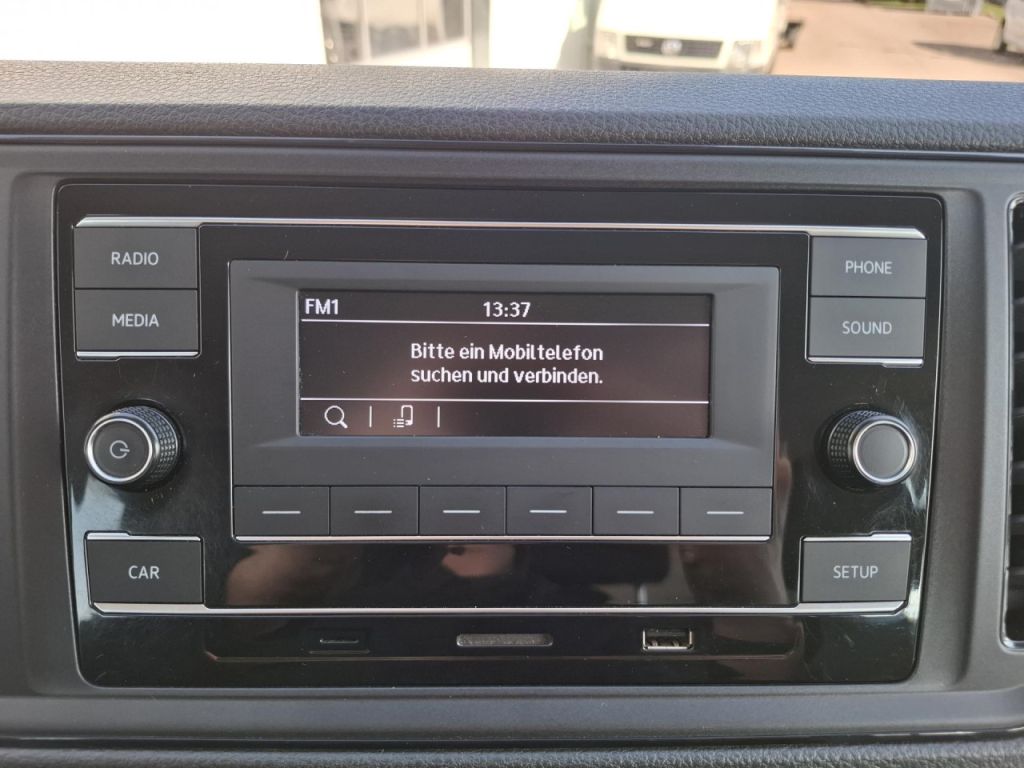 RADIO
MEDIA
FM1 13:37
Bitte ein Mobiltelefon
suchen und verbinden.
PHONE
SOUND
CAR
SETUP